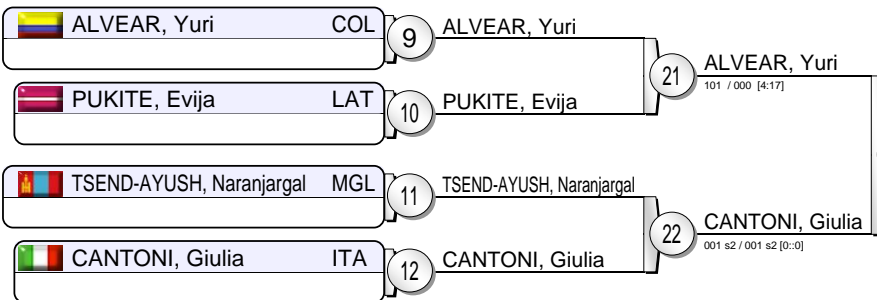 ALVEAR, Yuri COL 9 ALVEAR, Yuri
21 ALVEAR, Yuri
101 / 000 [4:17]
PUKITE, Evija LAT 10 PUKITE, Evija
TSEND-AYUSH, Naranjargal MGL 11 TSEND-AYUSH, Naranjargal
22 CANTONI, Giulia
001 s2 / 001 s2 [0::0]
CANTONI, Giulia ITA 12 CANTONI, Giulia